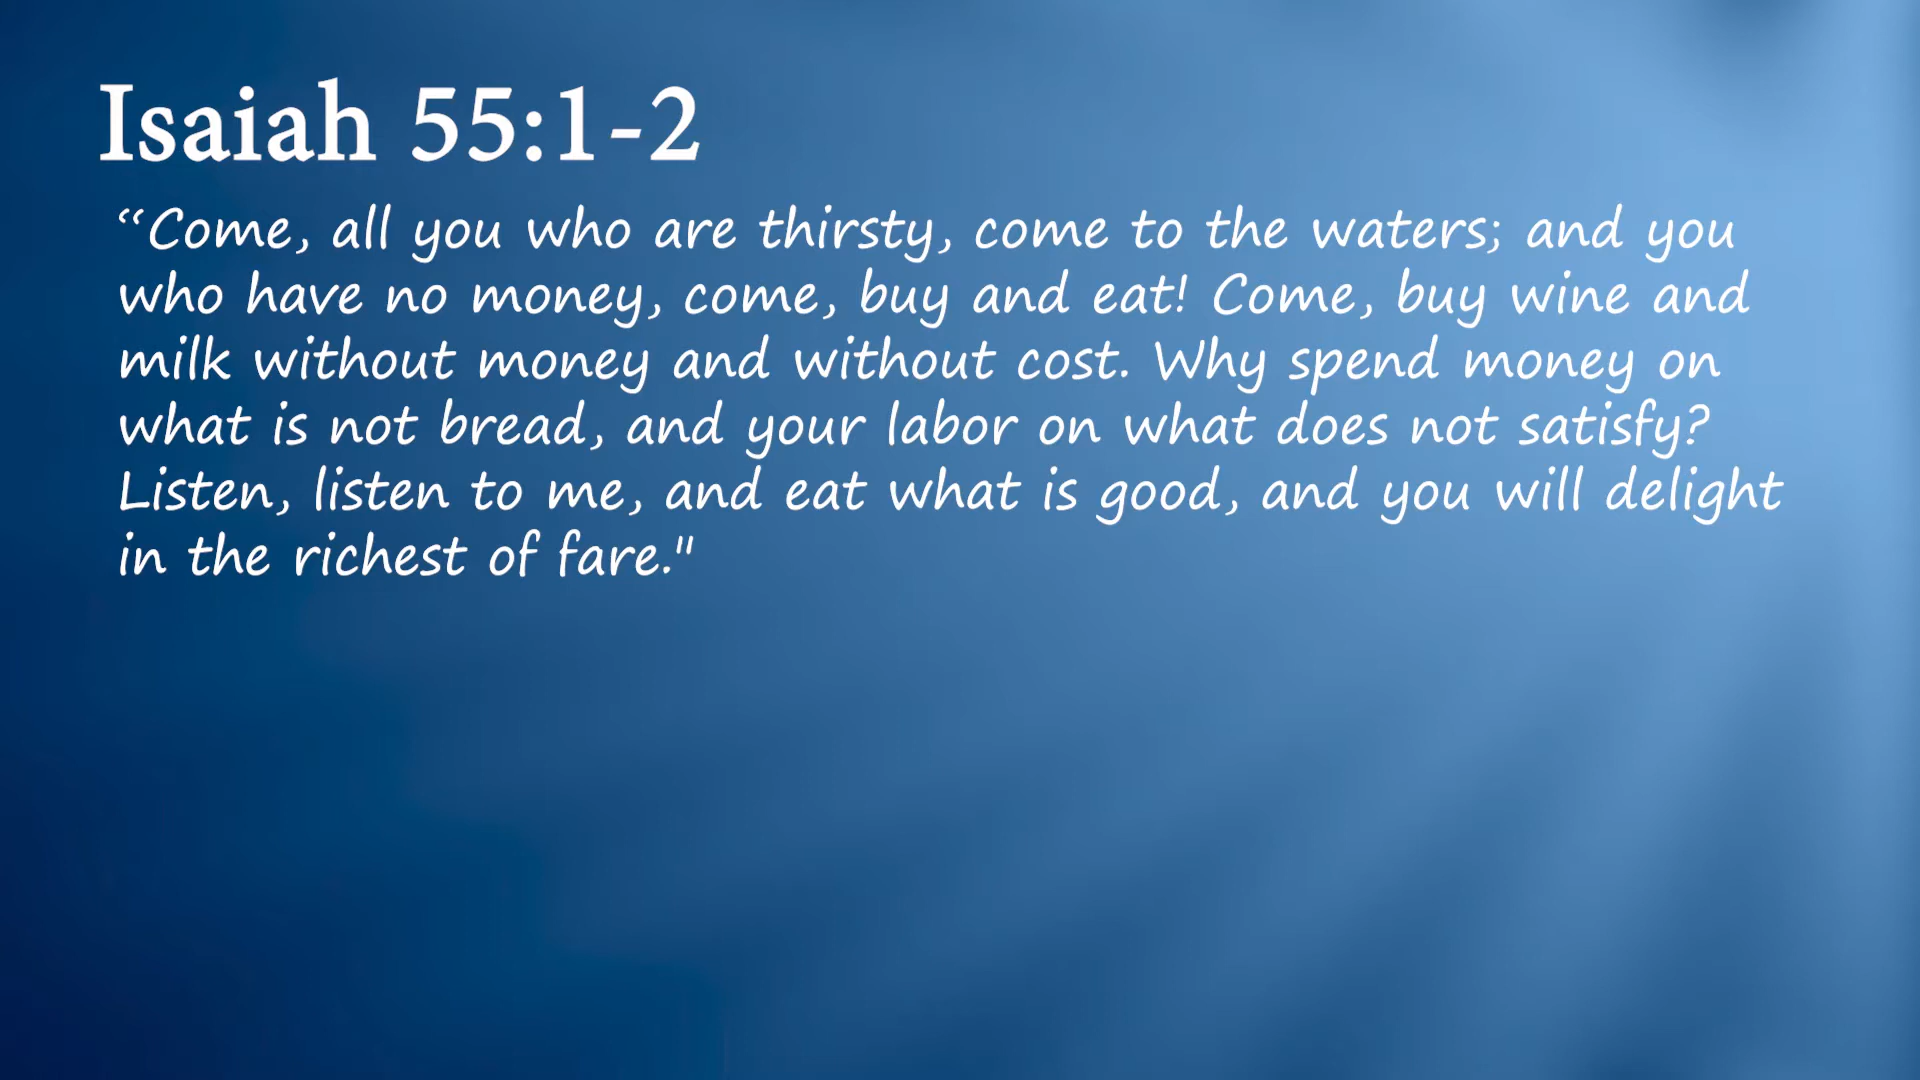 Isaiah 55:1-2
“Come, all you who are thirsty, come to the waters; and you
who have no money, come, buy and eat! Come, buy wine and
milk without money and without cost. Why spend money on
what is not bread, and your labor on what does not satisfy?
Listen, listen to me, and eat what is good, and you will delight
in the richest of fare."